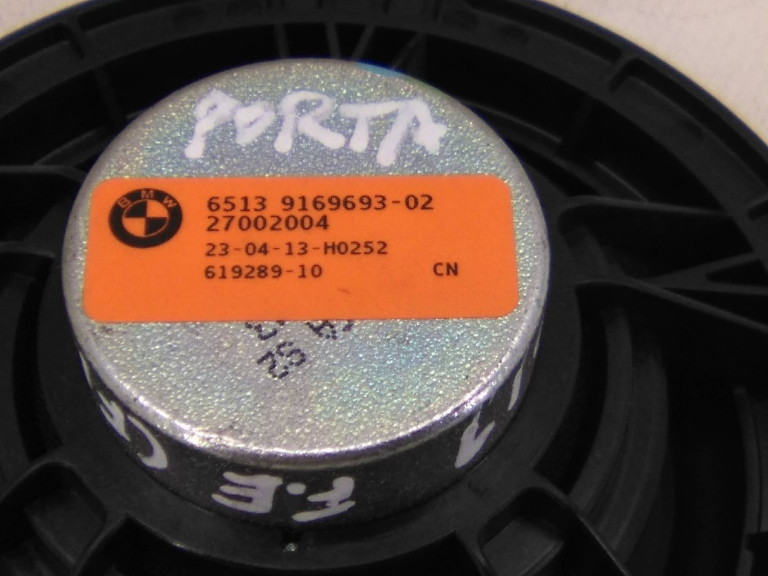 PORTA
BMW
6513 9169693-02
27002004
23-04-13-H0252
619289-10 CN
F.E